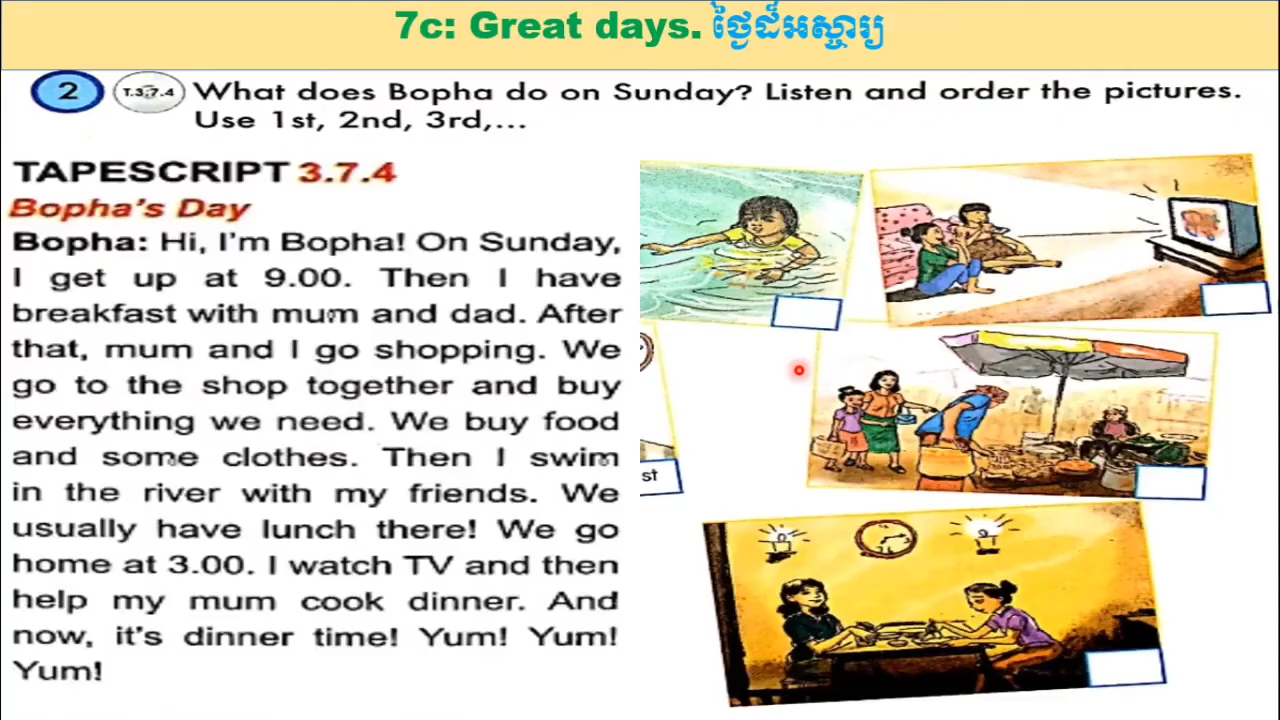 7c: Great days. ថ្ងៃដ៏អស្ចារ្យ
2 T.3.7.4 What does Bopha do on Sunday? Listen and order the pictures.
Use 1st, 2nd, 3rd,...
TAPESCRIPT 3.7.4
Bopha's Day
Bopha: Hi, I'm Bopha! On Sunday,
I get up at 9.00. Then I have
breakfast with mum and dad. After
that, mum and I go shopping. We
go to the shop together and buy
everything we need. We buy food
and some clothes. Then I swim
in the river with my friends. We
usually have lunch there! We go
home at 3.00. I watch TV and then
help my mum cook dinner. And
now, it's dinner time! Yum! Yum!
Yum!
st